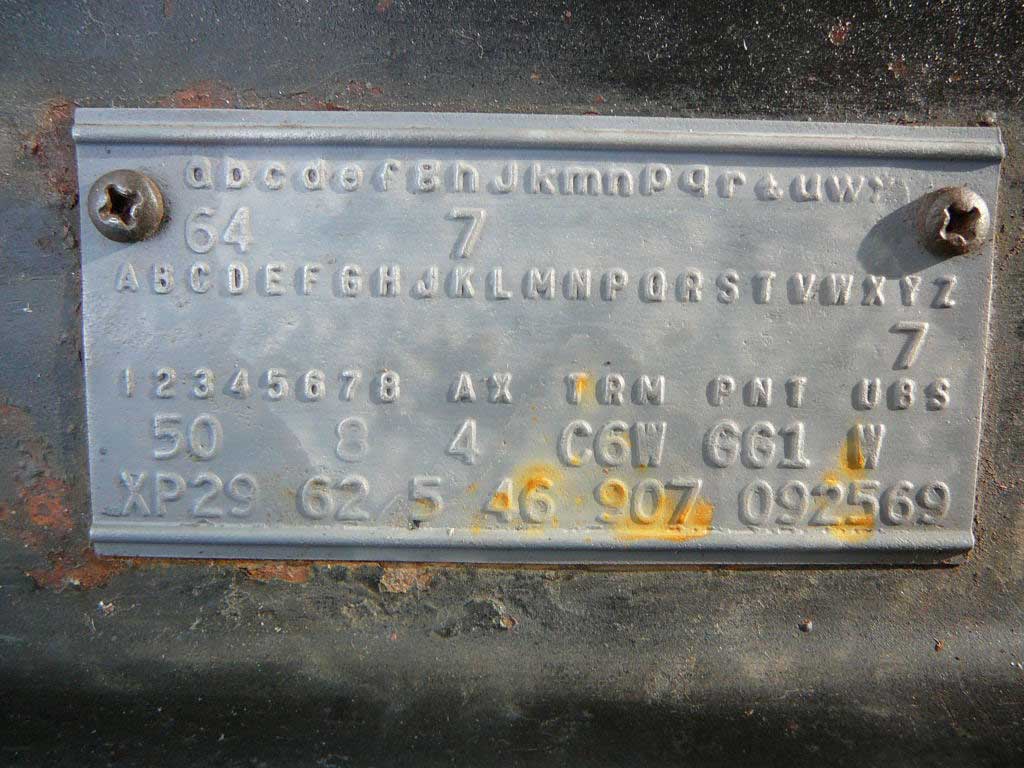 abcdefghJkmnpqrtuwx
64 7
ABCDEFGHJKLMNPQRSTVWXYZ
7
12345678 AX TRM PNT UBS
50 8 4 C6W GG1 W
XP29 62 5 46 907 092569